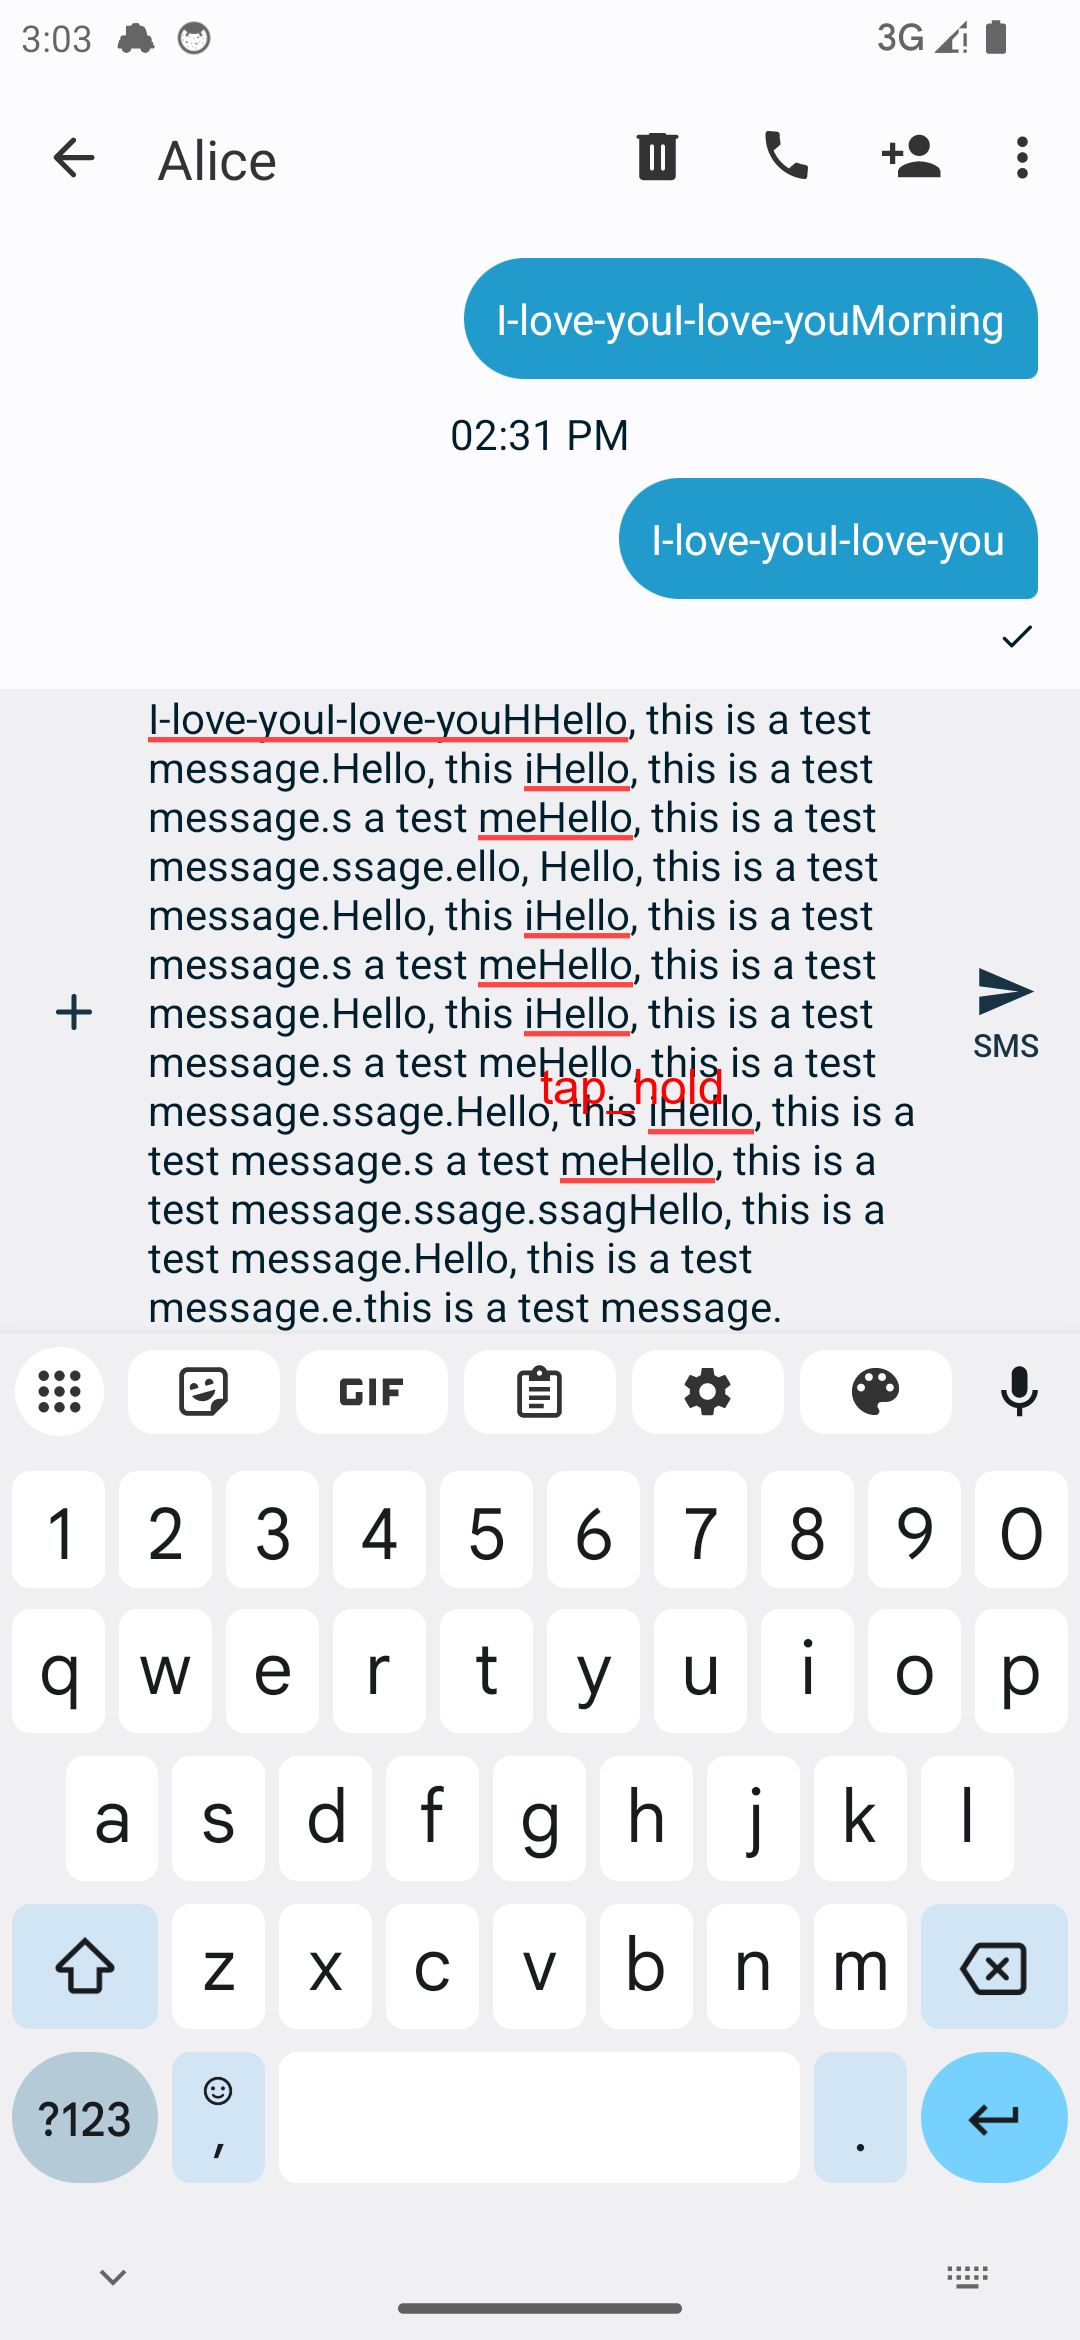 3:03
3G
Alice
I-love-youI-love-youMorning
02:31 PM
I-love-youI-love-you
I-love-youI-love-youHHello, this is a test
message.Hello, this iHello, this is a test
message.s a test meHello, this is a test
message.ssage.ello, Hello, this is a test
message.Hello, this iHello, this is a test
message.s a test meHello, this is a test
message.Hello, this iHello, this is a test
message.s a test meHello, this is a test
tap_hold
message.ssage.Hello, this iHello, this is a
test message.s a test meHello, this is a
test message.ssage.ssagHello, this is a
test message.Hello, this is a test
message.e.this is a test message.
SMS
GIF
1 2 3 4 5 6 7 8 9 0
q w e r t y u i o p
a s d f g h j k l
z x c v b n m
?123 , .